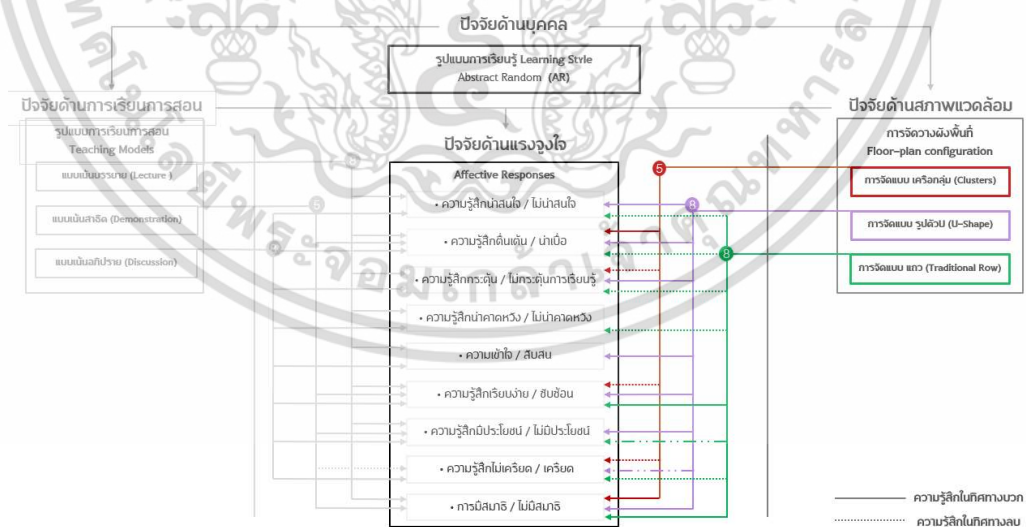 ปัจจัยด้านบุคคล
รูปแบบการเรียนรู้ Learning Style
Abstract Random (AR)
ปัจจัยด้านการเรียนการสอน
รูปแบบการเรียนการสอน
Teaching Models
แบบเน้นบรรยาย (Lecture )
แบบเน้นสาธิต (Demonstration)
แบบเน้นอภิปราย (Discussion)
ปัจจัยด้านแรงจูงใจ
Affective Responses
• ความรู้สึกน่าสนใจ / ไม่น่าสนใจ
• ความรู้สึกตื่นเต้น / น่าเบื่อ
• ความรู้สึกกระตุ้น / ไม่กระตุ้นการเรียนรู้
• ความรู้สึกน่าคาดหวัง / ไม่น่าคาดหวัง
• ความเข้าใจ / สับสน
• ความรู้สึกเรียบง่าย / ซับซ้อน
• ความรู้สึกมีประโยชน์ / ไม่มีประโยชน์
• ความรู้สึกไม่เครียด / เครียด
• การมีสมาธิ / ไม่มีสมาธิ
5
8
8
ปัจจัยด้านสภาพแวดล้อม
การจัดวางผังพื้นที่
Floor-plan configuration
การจัดแบบ เครือกลุ่ม (Clusters)
การจัดแบบ รูปตัวU (U-Shape)
การจัดแบบ แถว (Traditional Row)
ความรู้สึกในทิศทางบวก
ความรู้สึกในทิศทางลบ